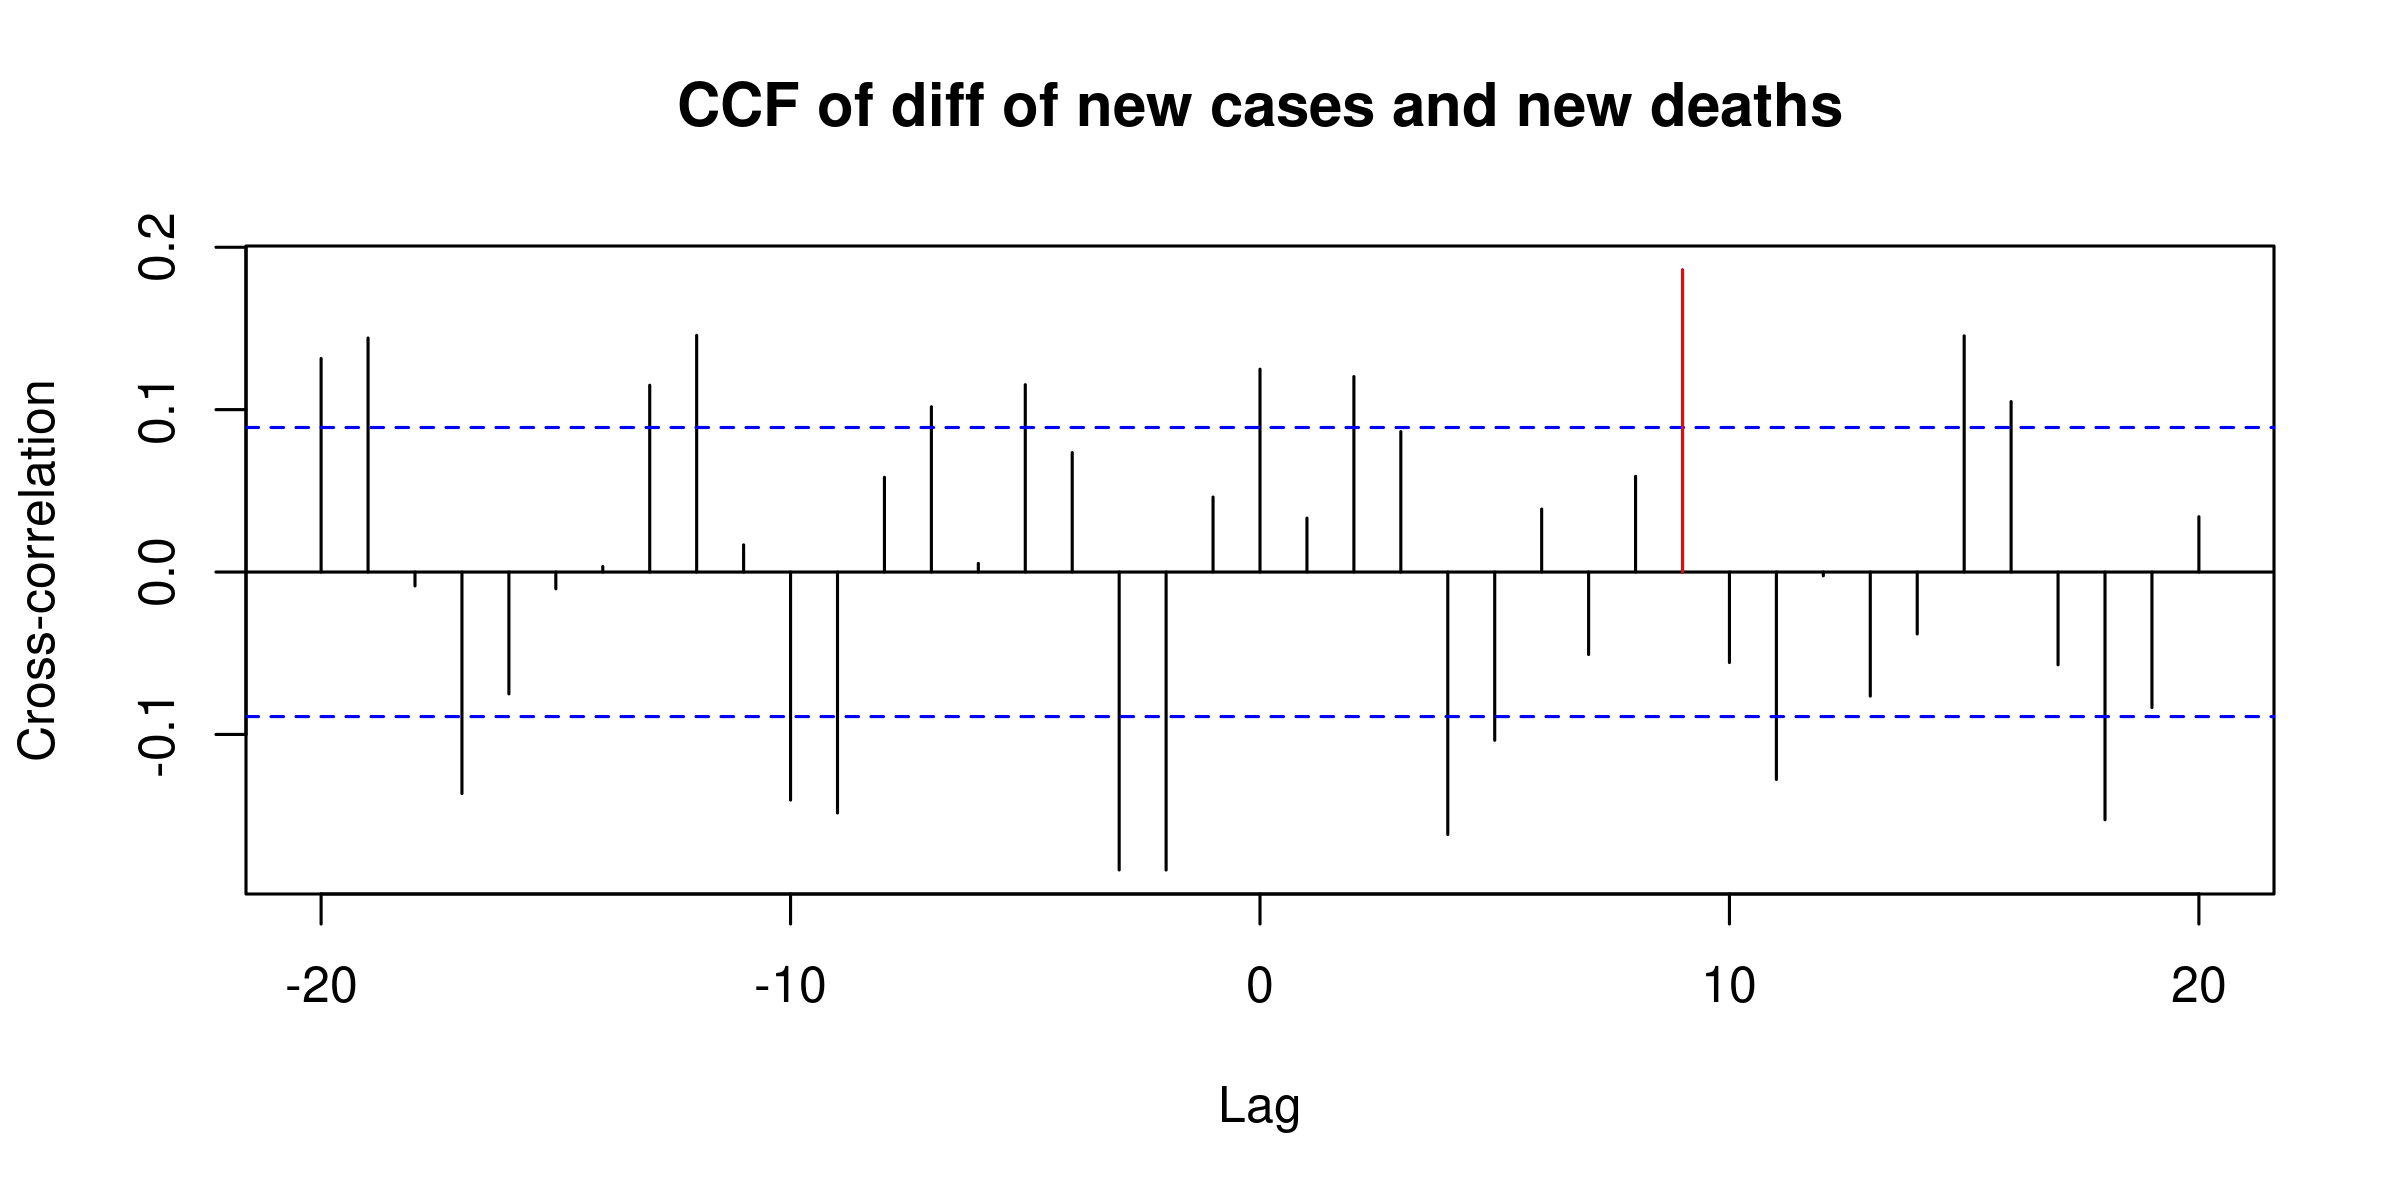 CCF of diff of new cases and new deaths
Cross-correlation
0.2
0.1
0.0
-0.1
-20 -10 0 10 20
Lag